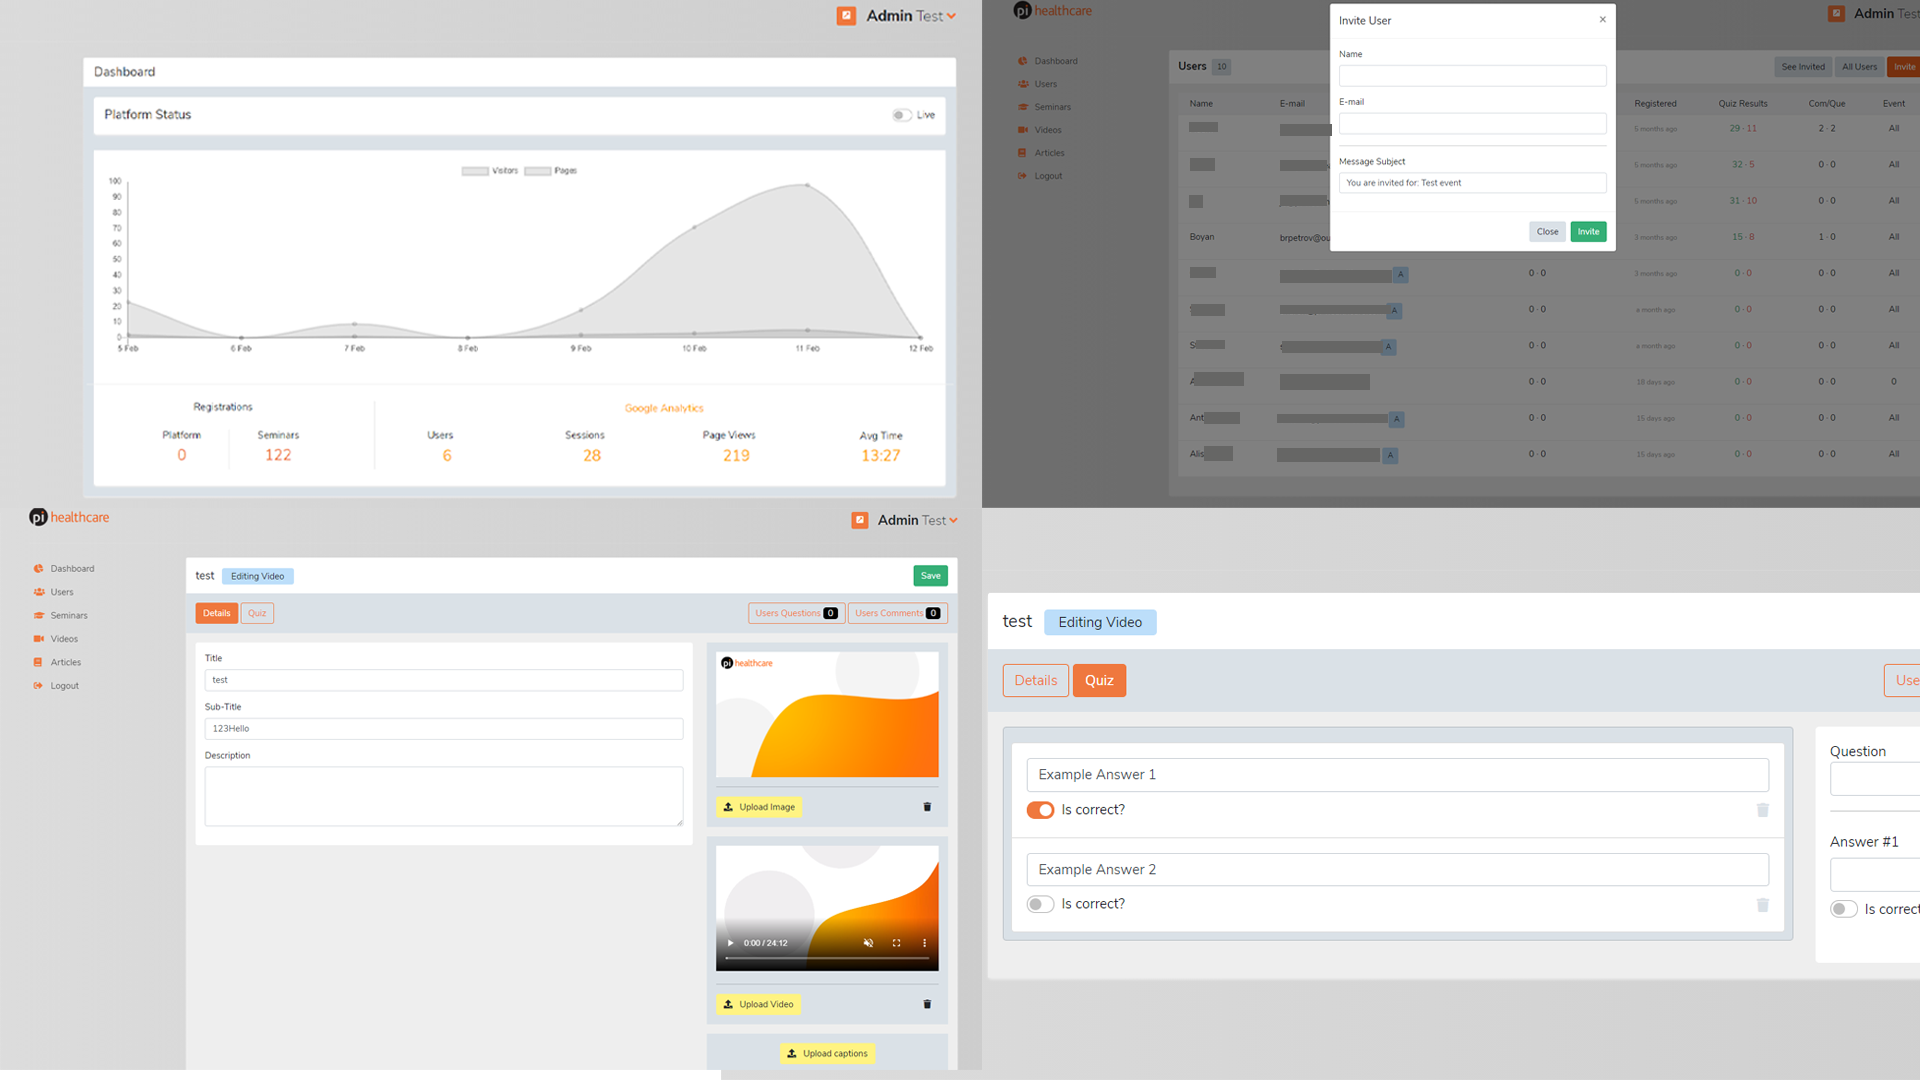 Admin Test
Dashboard
Platform Status
Live
Visitors
Pages
100
90
80
70
60
50
40
30
20
10
0
5 Feb
6 Feb
7 Feb
8 Feb
9 Feb
10 Feb
11 Feb
12 Feb
Registrations
Google Analytics
Platform
Seminars
Users
Sessions
Page Views
Avg Time
0
122
6
28
219
13:27
pi healthcare
Admin Test
Dashboard
Users
Seminars
Videos
Articles
Logout
Users 10
See Invited
All Users
Invite
Name
E-mail
Registered
Quiz Results
Com/Que
Event
5 months ago
29 · 11
2 · 2
All
5 months ago
32 · 5
0 · 0
All
5 months ago
31 · 10
0 · 0
All
Boyan
brpetrov@ou
3 months ago
15 · 8
1 · 0
All
A
0 · 0
3 months ago
0 · 0
0 · 0
All
A
0 · 0
a month ago
0 · 0
0 · 0
All
S
A
0 · 0
a month ago
0 · 0
0 · 0
All
A
0 · 0
18 days ago
0 · 0
0 · 0
0
Ant
A
0 · 0
15 days ago
0 · 0
0 · 0
All
Alis
A
0 · 0
15 days ago
0 · 0
0 · 0
All
Invite User
×
Name
E-mail
Message Subject
You are invited for: Test event
Close
Invite
pi healthcare
Admin Test
Dashboard
Users
Seminars
Videos
Articles
Logout
test
Editing Video
Save
Details
Quiz
Users Questions 0
Users Comments 0
Title
test
Sub-Title
123Hello
Description
pi healthcare
Upload Image
0:00 / 24:12
Upload Video
Upload captions
test
Editing Video
Details
Quiz
Use
Example Answer 1
Is correct?
Example Answer 2
Is correct?
Question
Answer #1
Is correct